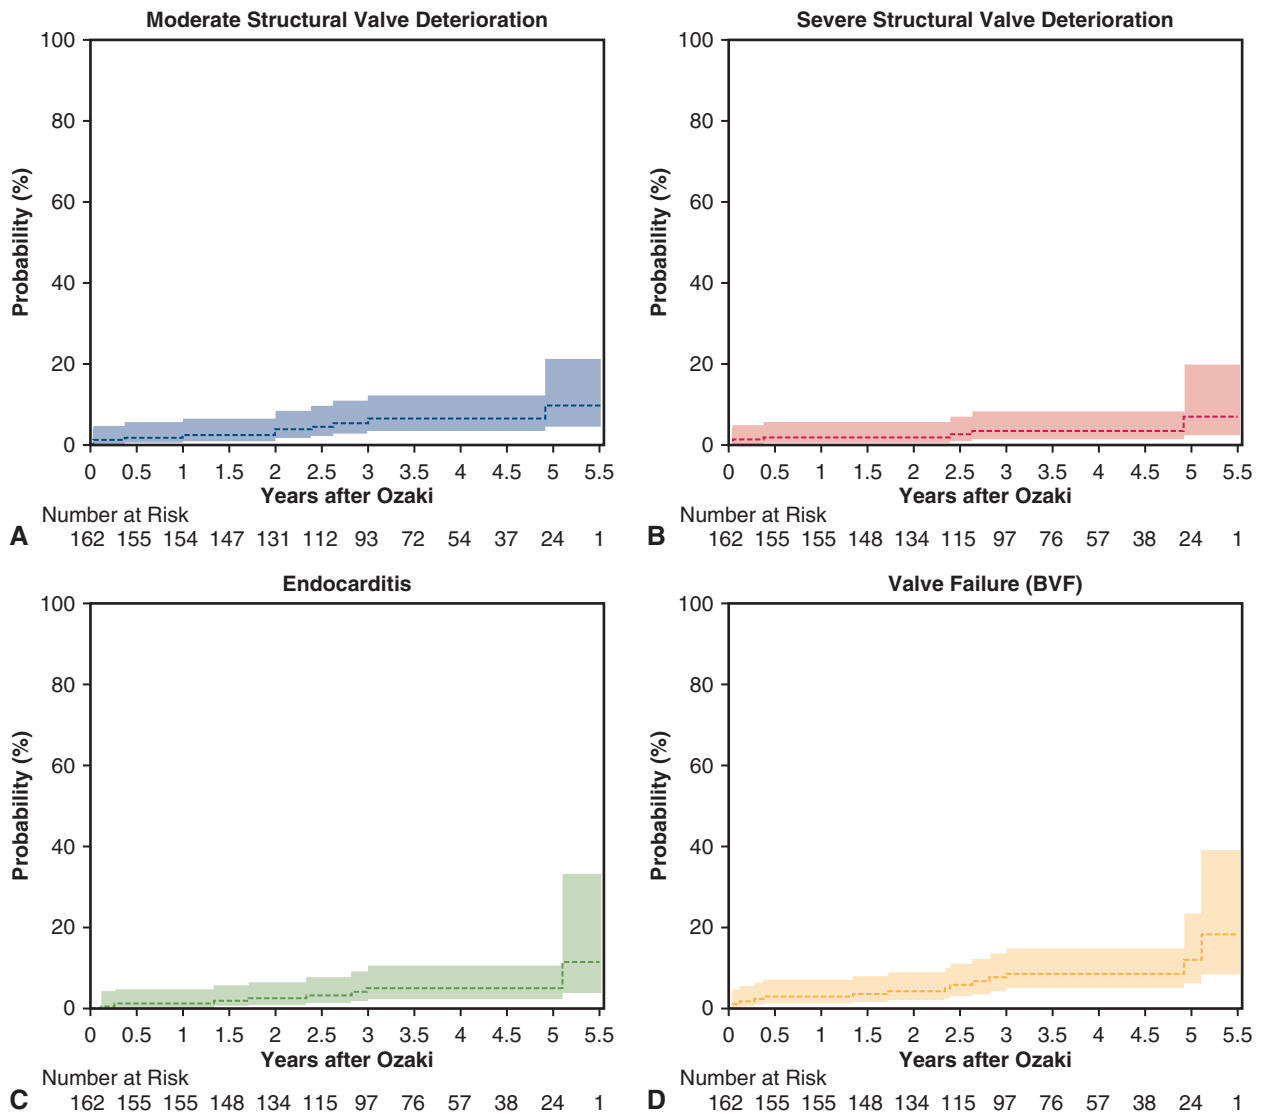 Moderate Structural Valve Deterioration
100
80
60
40
20
0
Probability (%)
0 0.5 1 1.5 2 2.5 3 3.5 4 4.5 5 5.5
Years after Ozaki
Number at Risk
A 162 155 154 147 131 112 93 72 54 37 24 1
Severe Structural Valve Deterioration
100
80
60
40
20
0
Probability (%)
0 0.5 1 1.5 2 2.5 3 3.5 4 4.5 5 5.5
Years after Ozaki
Number at Risk
B 162 155 155 148 134 115 97 76 57 38 24 1
Endocarditis
100
80
60
40
20
0
Probability (%)
0 0.5 1 1.5 2 2.5 3 3.5 4 4.5 5 5.5
Years after Ozaki
Number at Risk
C 162 155 155 148 134 115 97 76 57 38 24 1
Valve Failure (BVF)
100
80
60
40
20
0
Probability (%)
0 0.5 1 1.5 2 2.5 3 3.5 4 4.5 5 5.5
Years after Ozaki
Number at Risk
D 162 155 155 148 134 115 97 76 57 38 24 1